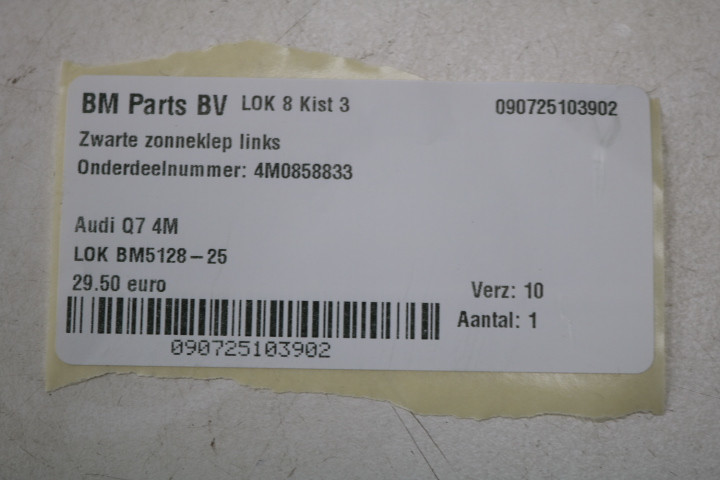 BM Parts BV LOK 8 Kist 3 090725103902
Zwarte zonneklep links
Onderdeelnummer: 4M0858833
Audi Q7 4M
LOK BM5128-25
29.50 euro
Verz: 10
Aantal: 1
090725103902